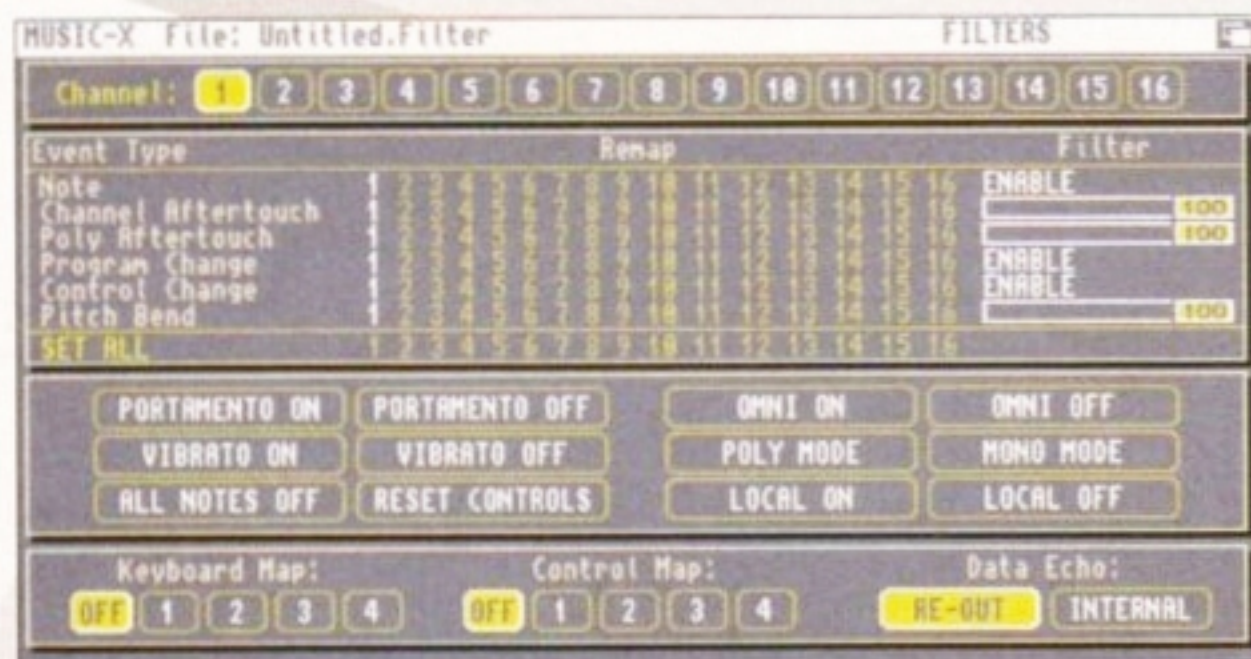 MUSIC-X File: Untitled.Filter FILTERS
Channel: 1 2 3 4 5 6 7 8 9 10 11 12 13 14 15 16
Event Type Remap Filter
Note 1 2 3 4 5 6 7 8 9 10 11 12 13 14 15 16 ENABLE
Channel Aftertouch 1 2 3 4 5 6 7 8 9 10 11 12 13 14 15 16 100
Poly Aftertouch 1 2 3 4 5 6 7 8 9 10 11 12 13 14 15 16 100
Program Change 1 2 3 4 5 6 7 8 9 10 11 12 13 14 15 16 ENABLE
Control Change 1 2 3 4 5 6 7 8 9 10 11 12 13 14 15 16 ENABLE
Pitch Bend 1 2 3 4 5 6 7 8 9 10 11 12 13 14 15 16 100
SET ALL 1 2 3 4 5 6 7 8 9 10 11 12 13 14 15 16
PORTAMENTO ON PORTAMENTO OFF OMNI ON OMNI OFF
VIBRATO ON VIBRATO OFF POLY MODE MONO MODE
ALL NOTES OFF RESET CONTROLS LOCAL ON LOCAL OFF
Keyboard Map: Control Map: Data Echo:
OFF 1 2 3 4 OFF 1 2 3 4 RE-OUT INTERNAL